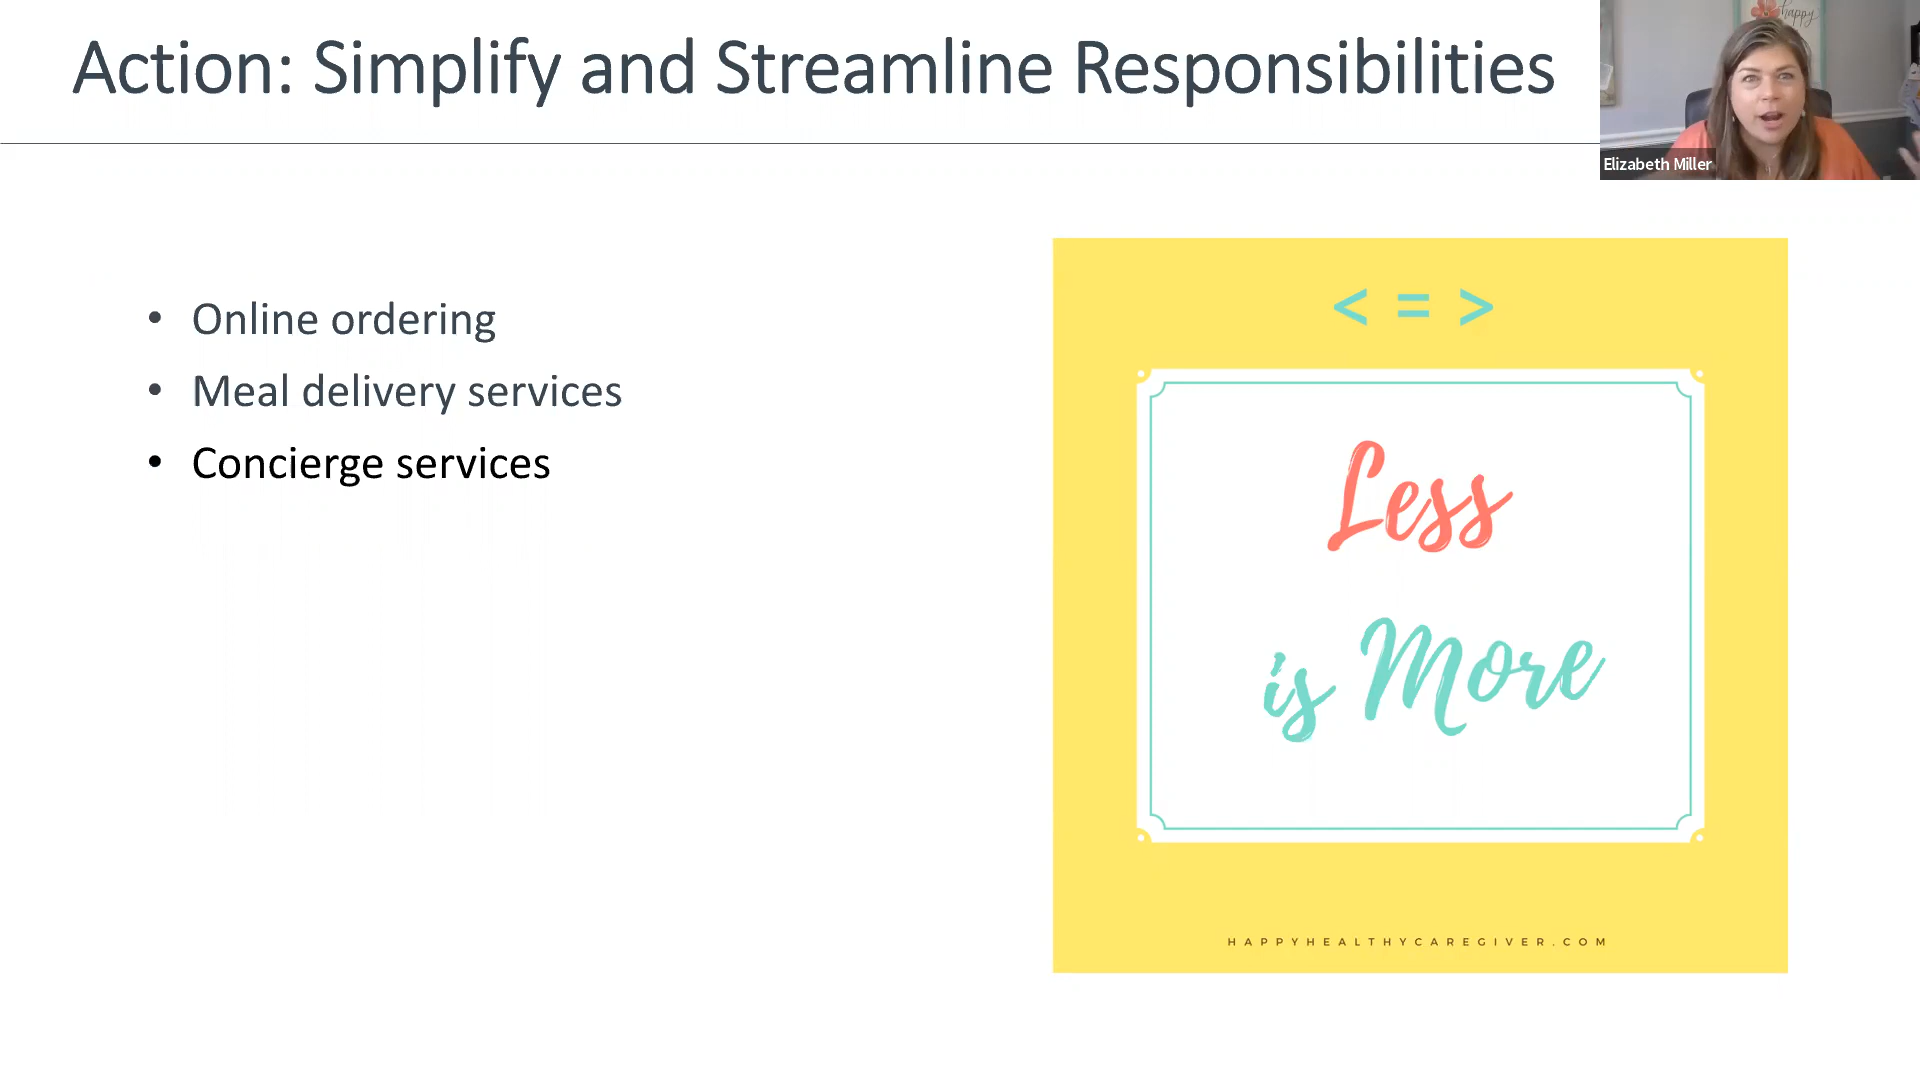 Action: Simplify and Streamline Responsibilities
happy
Elizabeth Miller
• Online ordering
• Meal delivery services
• Concierge services
< = >
Less
is More
HAPPYHEALTHYCAREGIVER.COM